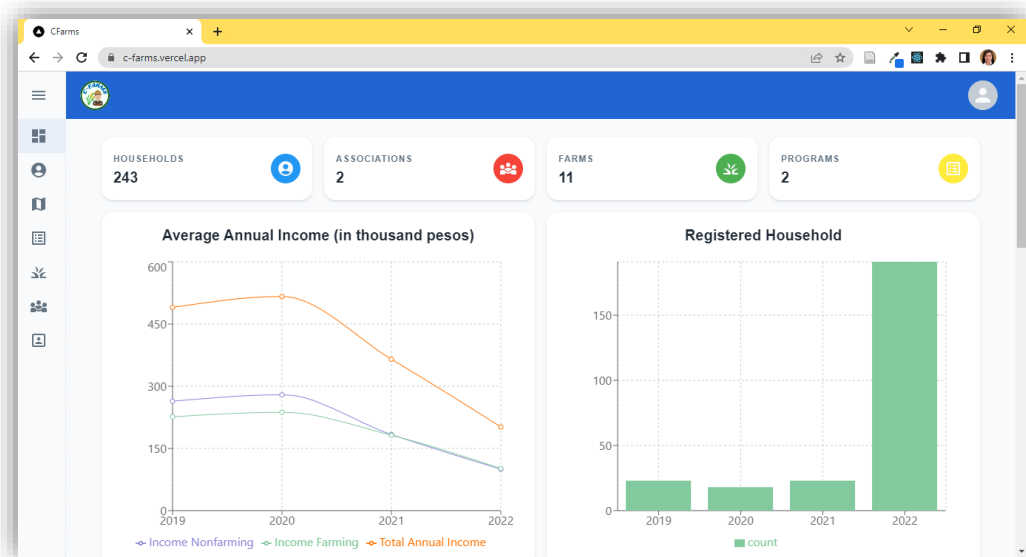 CFarms
c-farms.vercel.app
C-FARMS
HOUSEHOLDS
243
ASSOCIATIONS
2
FARMS
11
PROGRAMS
2
Average Annual Income (in thousand pesos)
600
450
300
150
0
2019 2020 2021 2022
Income Nonfarming Income Farming Total Annual Income
Registered Household
150
100
50
0
2019 2020 2021 2022
count